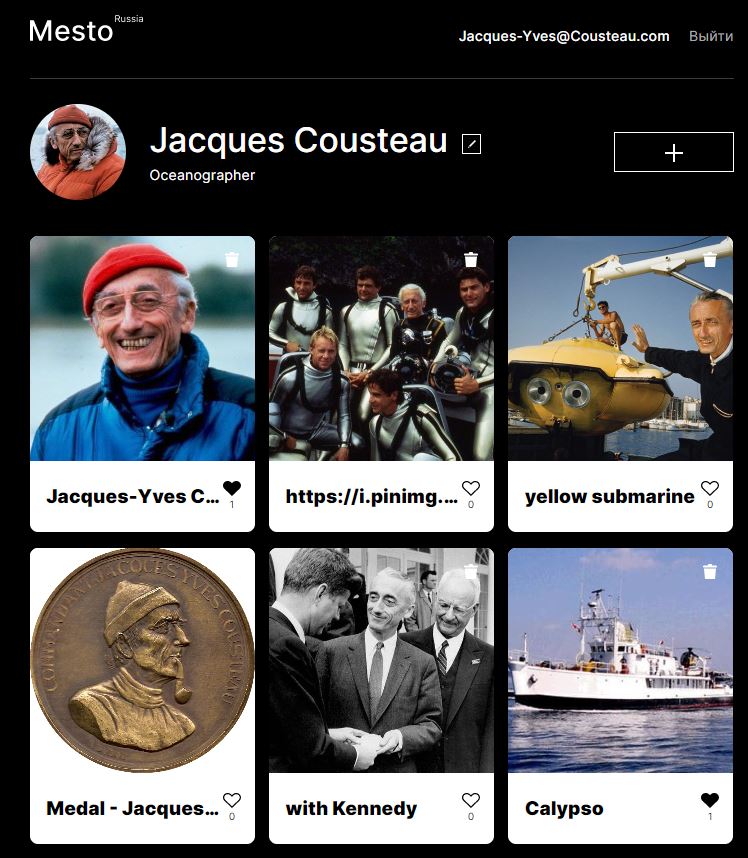 Mesto Russia
Jacques-Yves@Cousteau.com Выйти
Jacques Cousteau
Oceanographer
Jacques-Yves C...
1
https://i.pinimg....
0
yellow submarine
0
COMMANDANT JACQUES YVES COUSTEAU
Medal - Jacques...
0
with Kennedy
0
Calypso
1